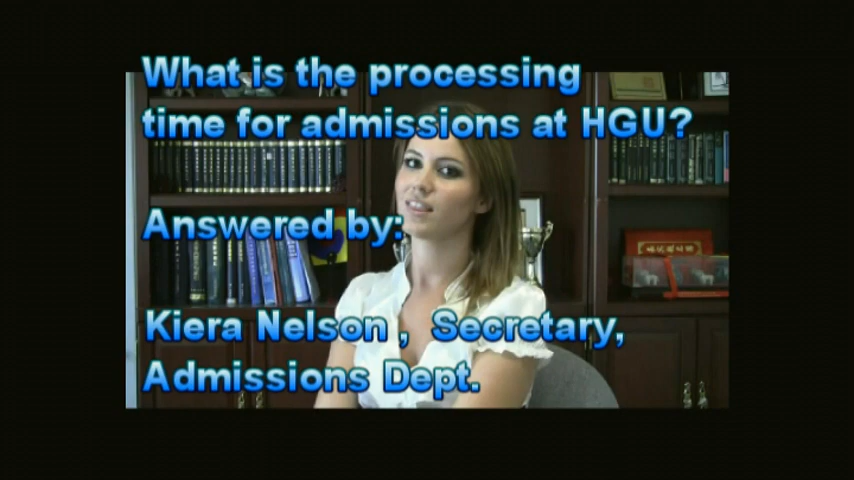 What is the processing
time for admissions at HGU?
Answered by:
Kiera Nelson , Secretary,
Admissions Dept.